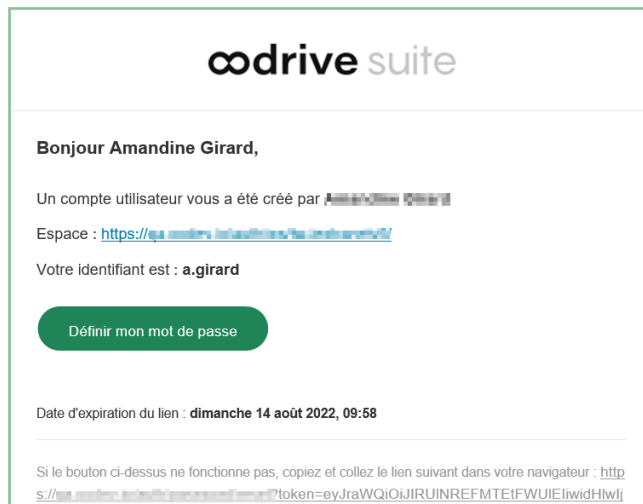 oodrive suite
Bonjour Amandine Girard,
Un compte utilisateur vous a été créé par
Espace : https://
Votre identifiant est : a.girard
Définir mon mot de passe
Date d'expiration du lien : dimanche 14 août 2022, 09:58
Si le bouton ci-dessus ne fonctionne pas, copiez et collez le lien suivant dans votre navigateur : http
s://